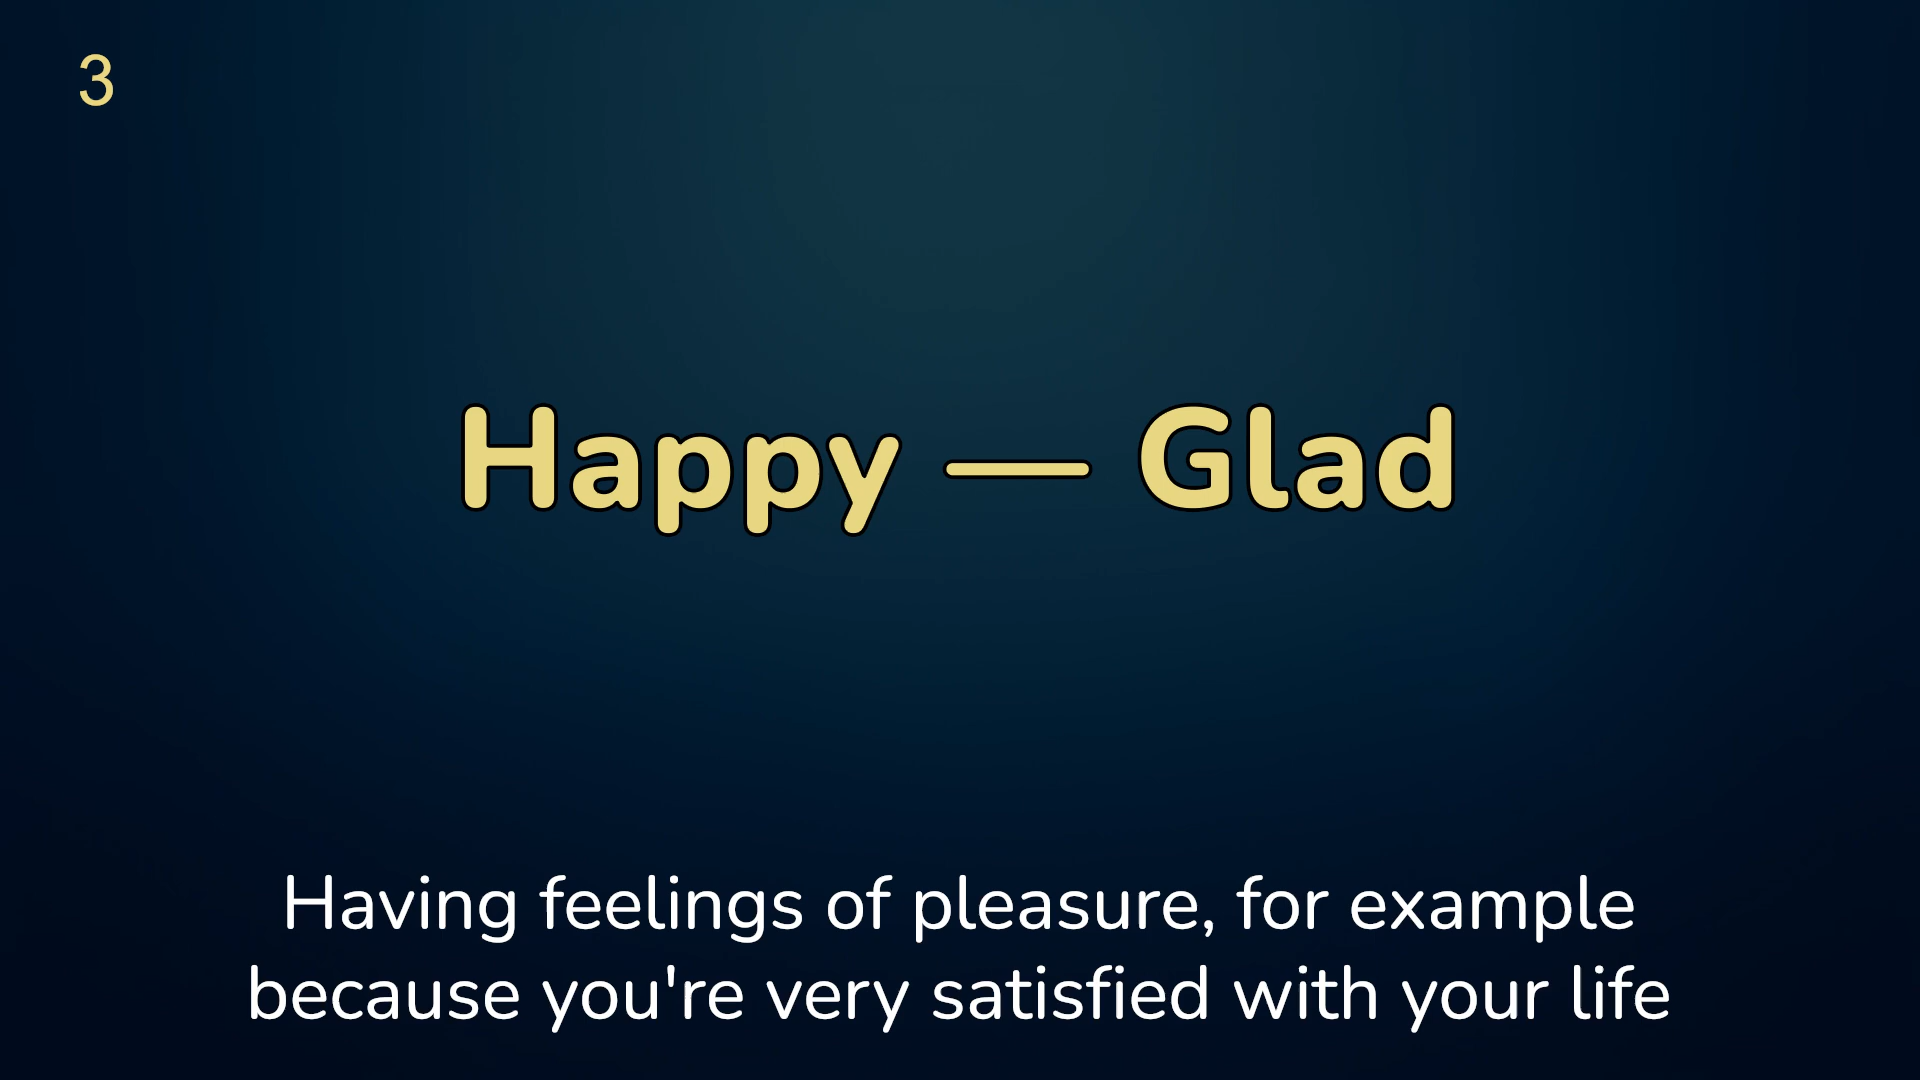 3
Happy — Glad
Having feelings of pleasure, for example
because you're very satisfied with your life